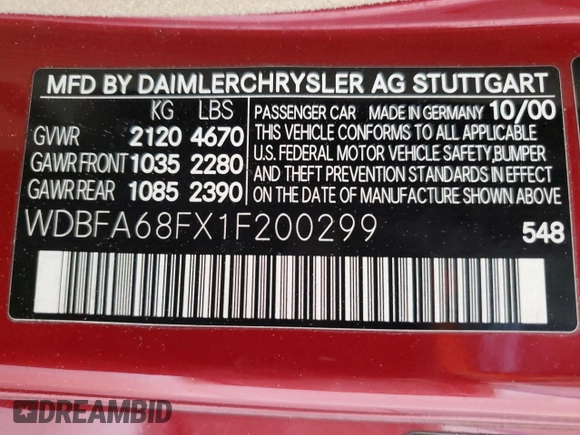 MFD BY DAIMLERCHRYSLER AG STUTTGART
KG LBS
GVWR 2120 4670
GAWR FRONT 1035 2280
GAWR REAR 1085 2390
PASSENGER CAR MADE IN GERMANY 10/00
THIS VEHICLE CONFORMS TO ALL APPLICABLE
U.S. FEDERAL MOTOR VEHICLE SAFETY, BUMPER
AND THEFT PREVENTION STANDARDS
IN EFFECT ON THE DATE
OF MANUFACTURE SHOWN ABOVE.
WDBFA68FX1F200299
548
DREAMBID